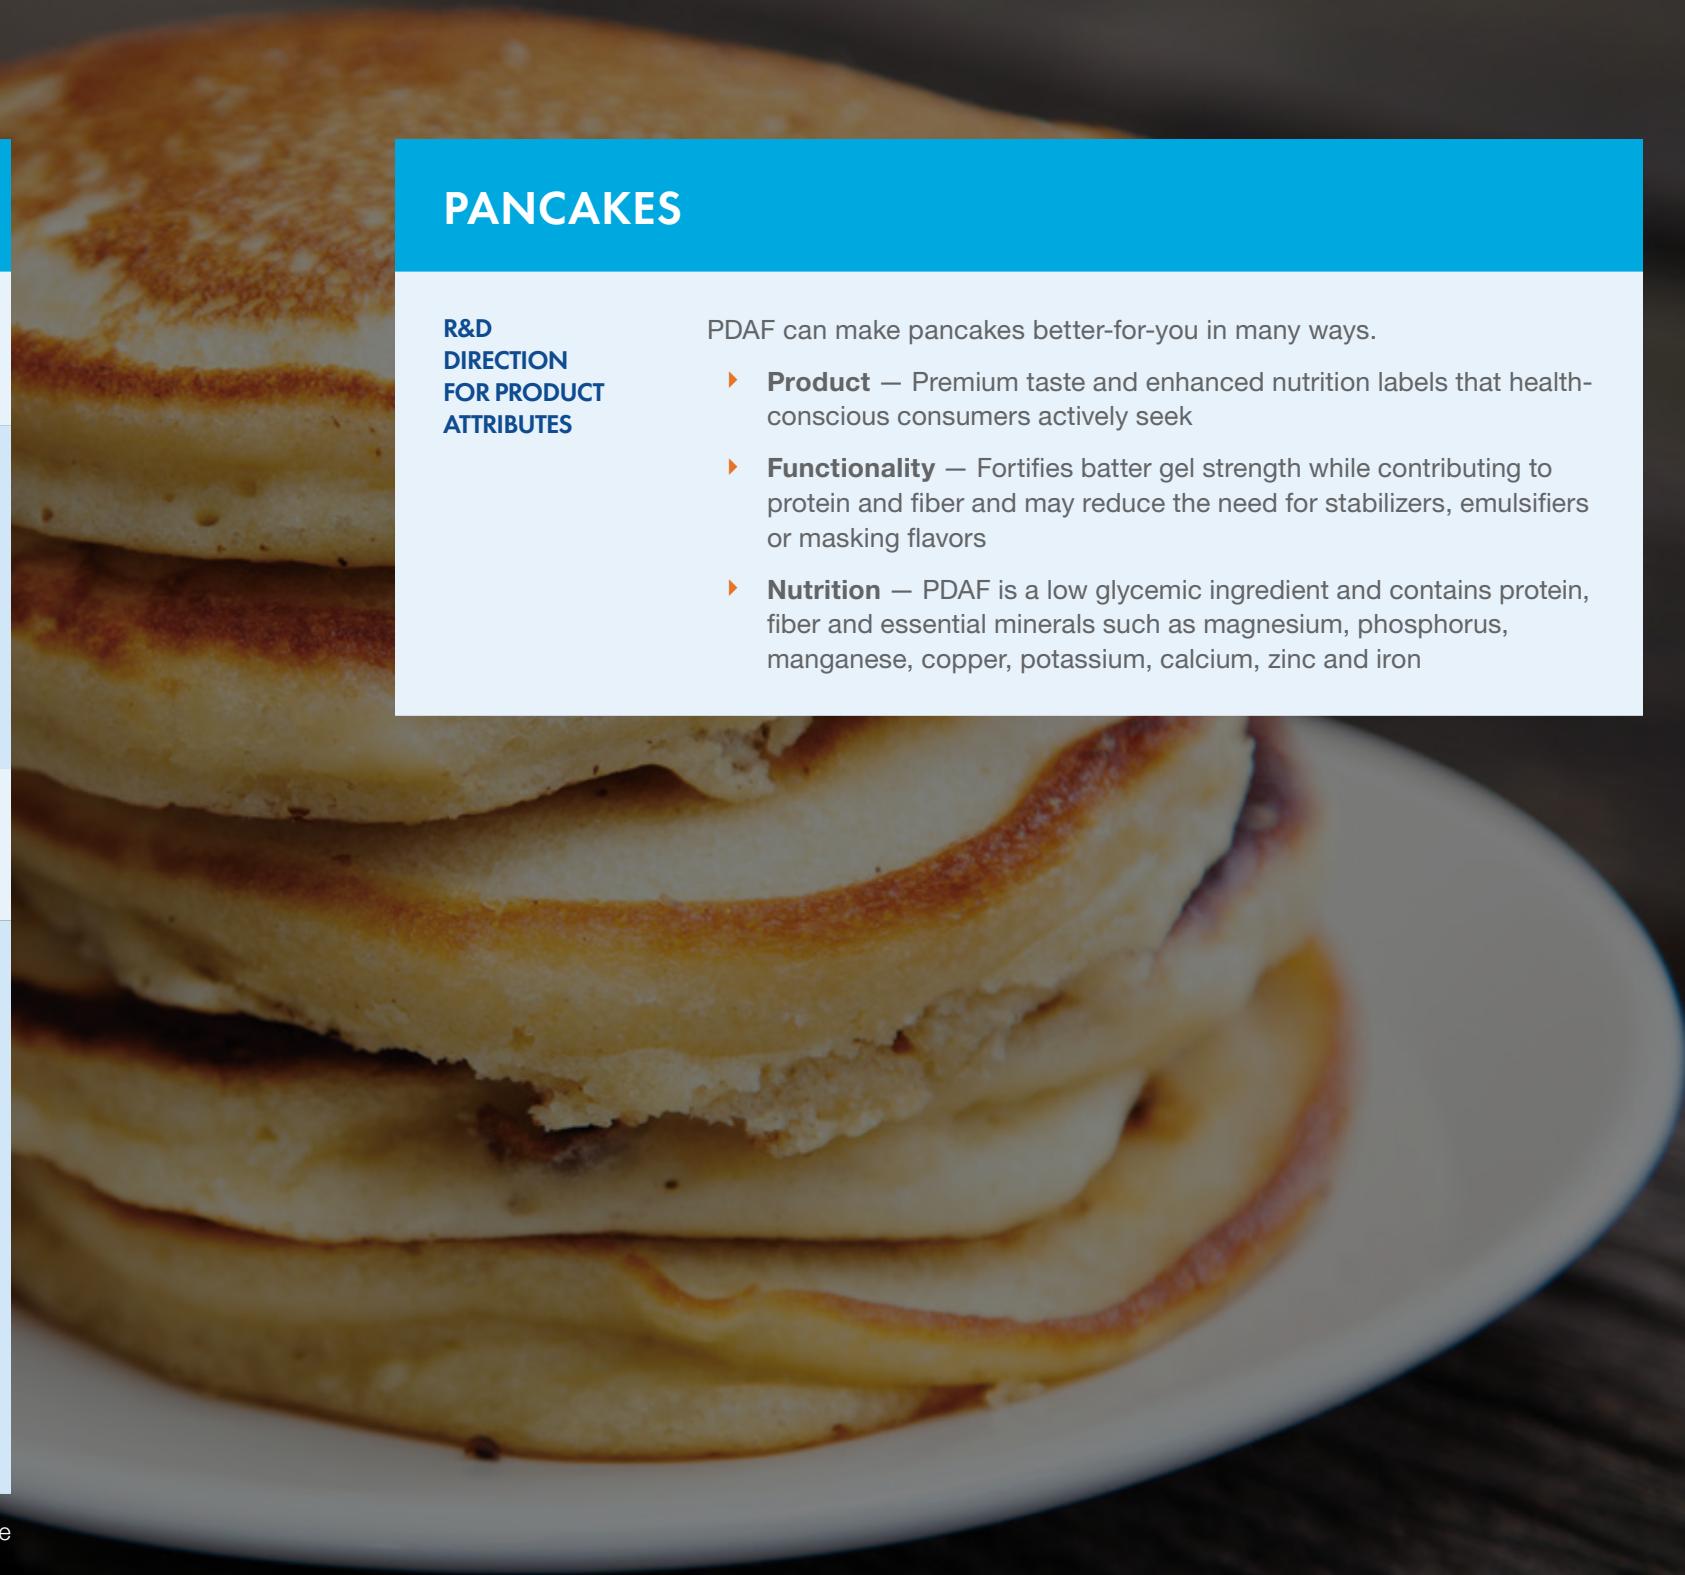 PANCAKES
R&D
DIRECTION
FOR PRODUCT
ATTRIBUTES
PDAF can make pancakes better-for-you in many ways.
Product — Premium taste and enhanced nutrition labels that health-
conscious consumers actively seek
Functionality — Fortifies batter gel strength while contributing to
protein and fiber and may reduce the need for stabilizers, emulsifiers
or masking flavors
Nutrition — PDAF is a low glycemic ingredient and contains protein,
fiber and essential minerals such as magnesium, phosphorus,
manganese, copper, potassium, calcium, zinc and iron
e